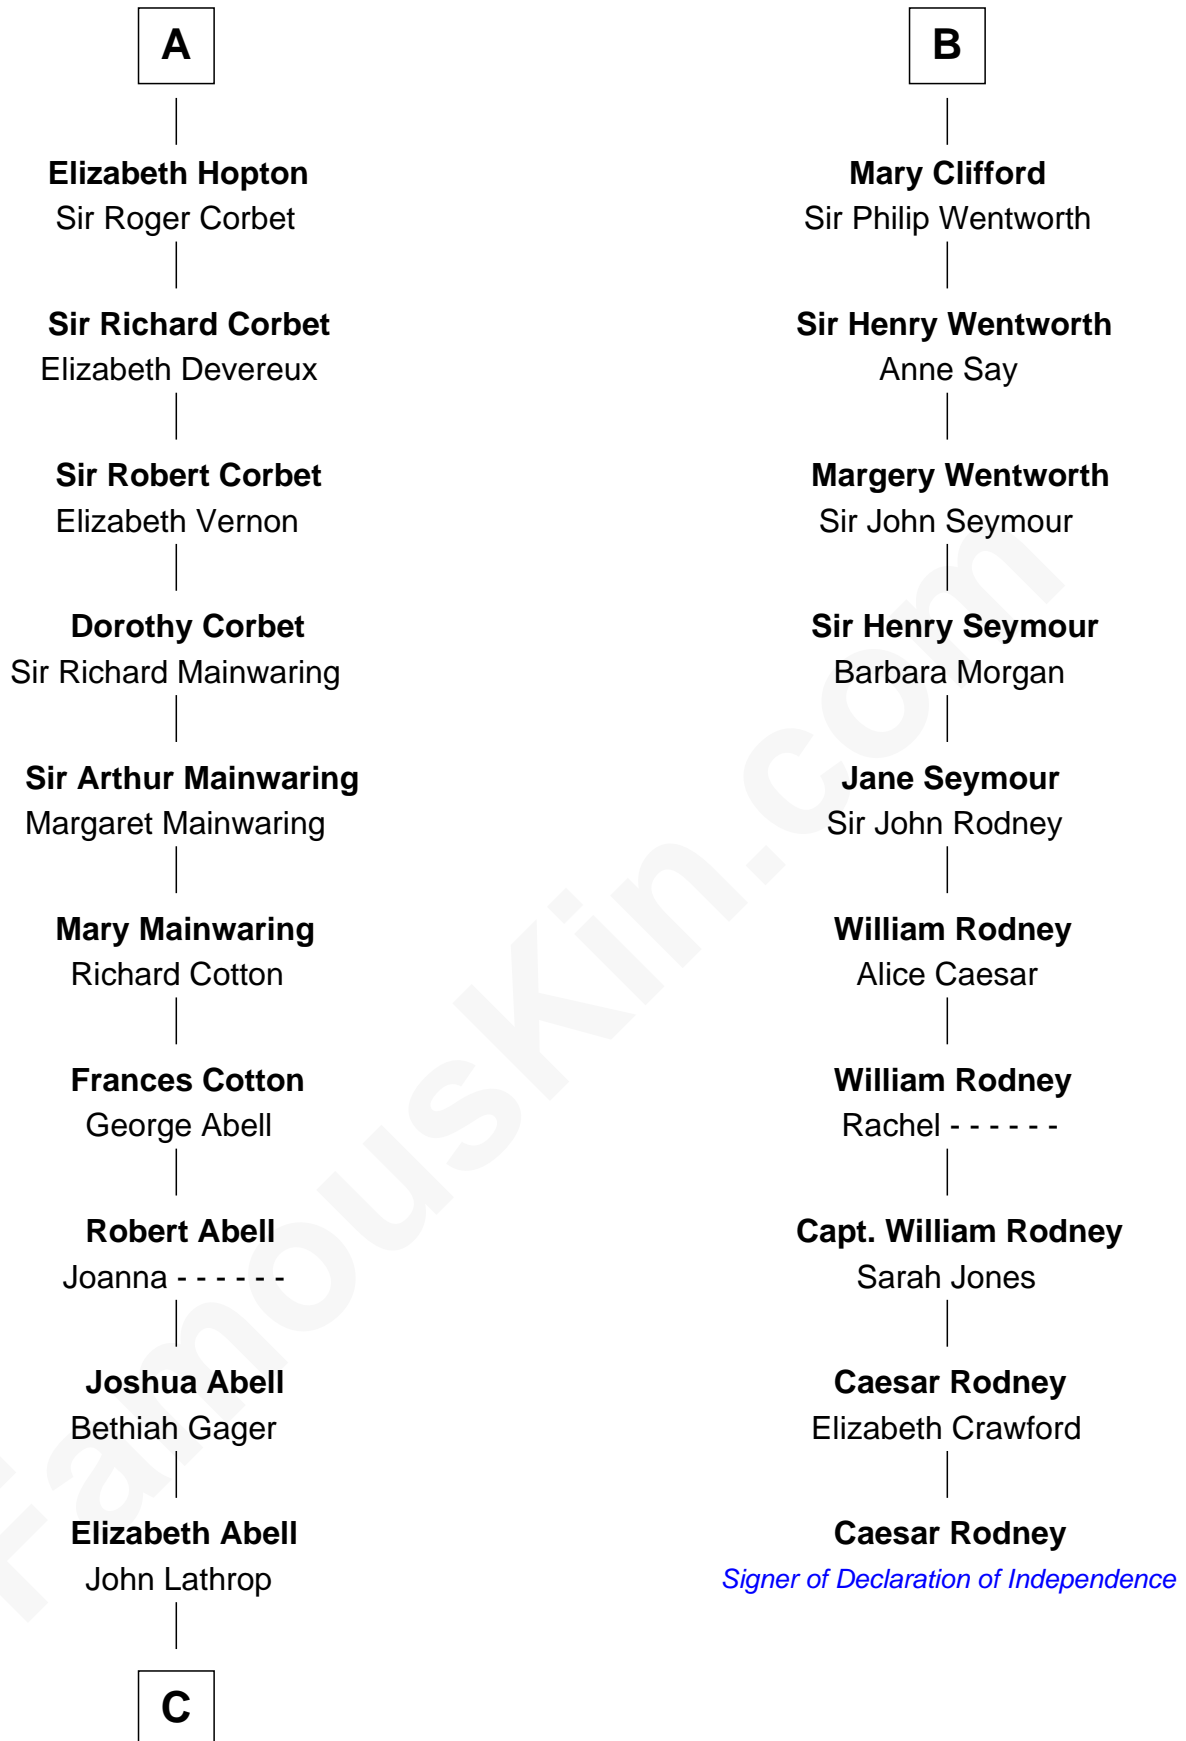 A
Elizabeth Hopton
Sir Roger Corbet
Sir Richard Corbet
Elizabeth Devereux
Sir Robert Corbet
Elizabeth Vernon
Dorothy Corbet
Sir Richard Mainwaring
Sir Arthur Mainwaring
Margaret Mainwaring
Mary Mainwaring
Richard Cotton
Frances Cotton
George Abell
Robert Abell
Joanna - - - - - -
Joshua Abell
Bethiah Gager
Elizabeth Abell
John Lathrop
C
B
Mary Clifford
Sir Philip Wentworth
Sir Henry Wentworth
Anne Say
Margery Wentworth
Sir John Seymour
Sir Henry Seymour
Barbara Morgan
Jane Seymour
Sir John Rodney
William Rodney
Alice Caesar
William Rodney
Rachel - - - - - -
Capt. William Rodney
Sarah Jones
Caesar Rodney
Elizabeth Crawford
Caesar Rodney
Signer of Declaration of Independence
FamousKin.com